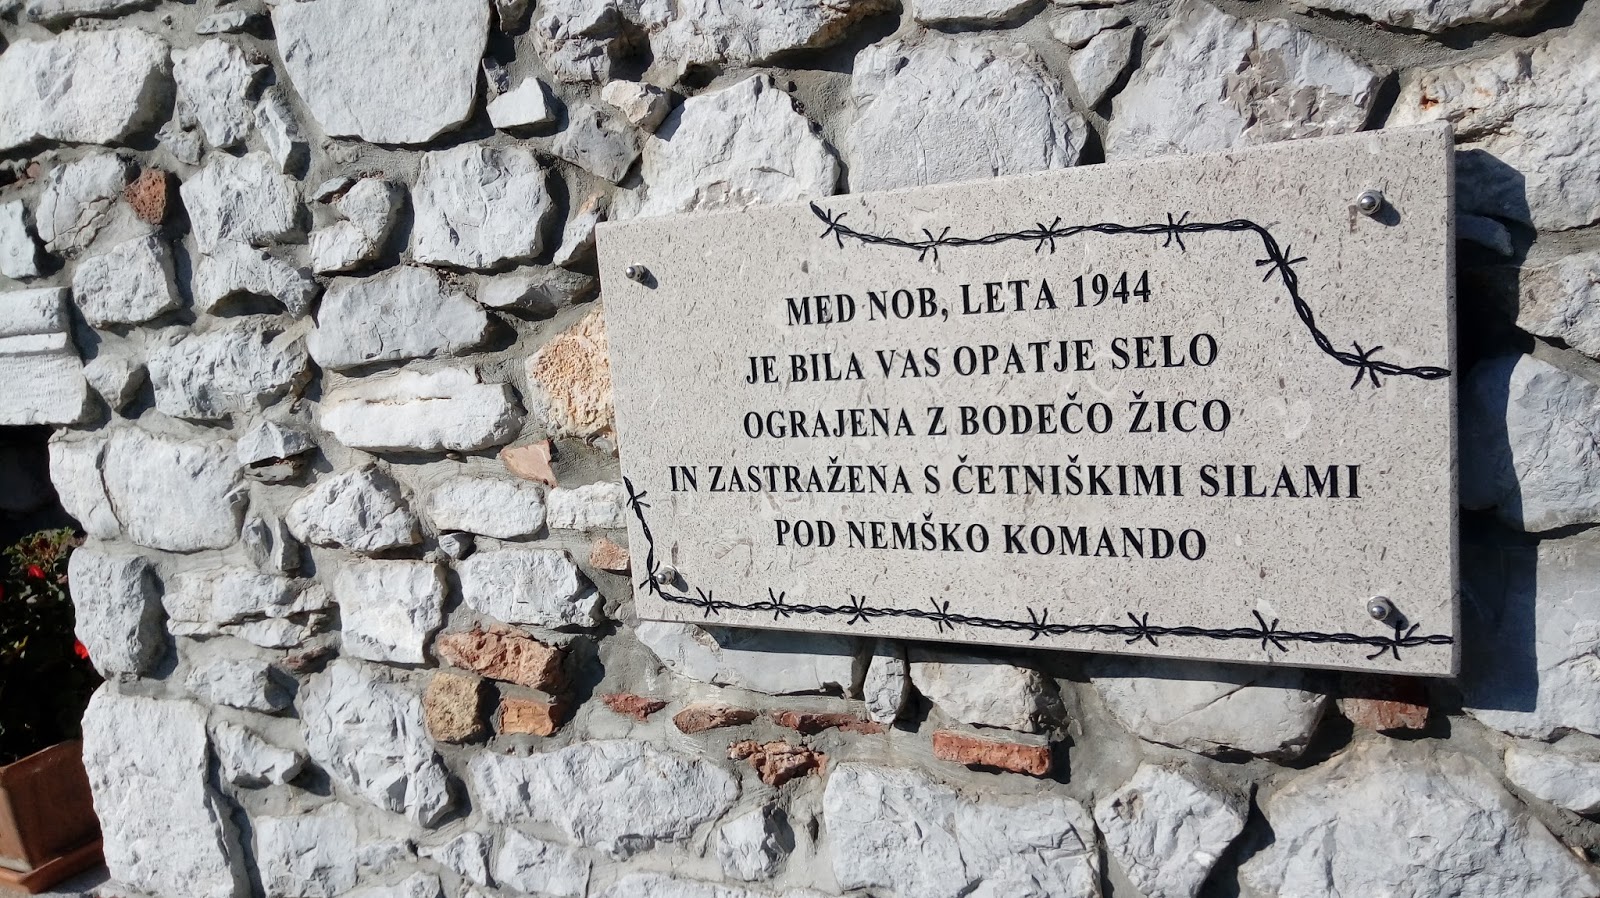 MED NOB, LETA 1944
JE BILA VAS OPATJE SELO
OGRAJENA Z BODEČO ŽICO
IN ZASTRAŽENA S ČETNIŠKIMI SILAMI
POD NEMŠKO KOMANDO